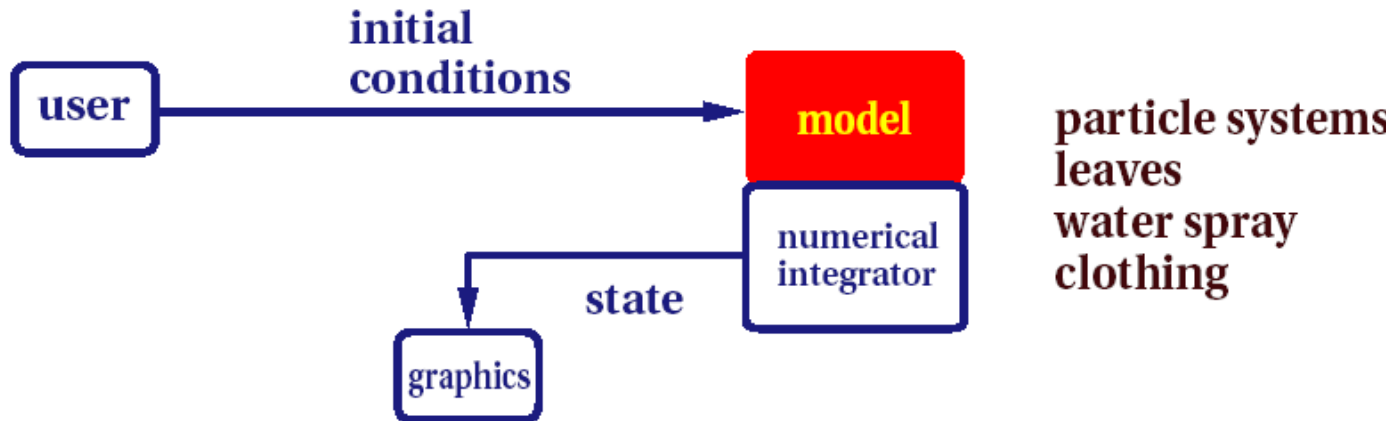 initial
conditions
user
model
particle systems
leaves
water spray
clothing
numerical
integrator
state
graphics